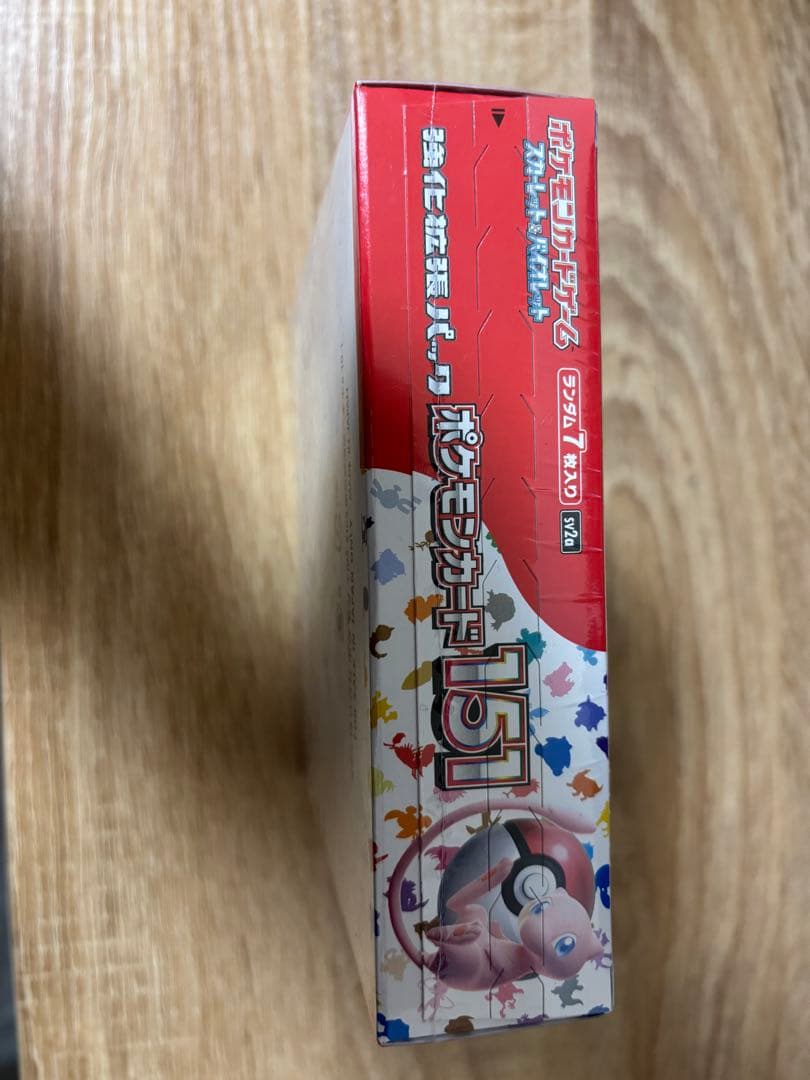 ポケモンカードゲーム
スカーレット&バイオレット
ランダム7枚入り
sv2a
強化拡張パック
ポケモンカード151